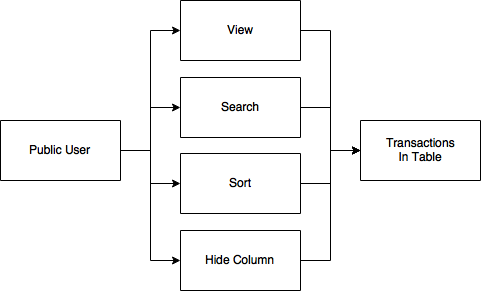 View
Search
Public User
Transactions
In Table
Sort
Hide Column